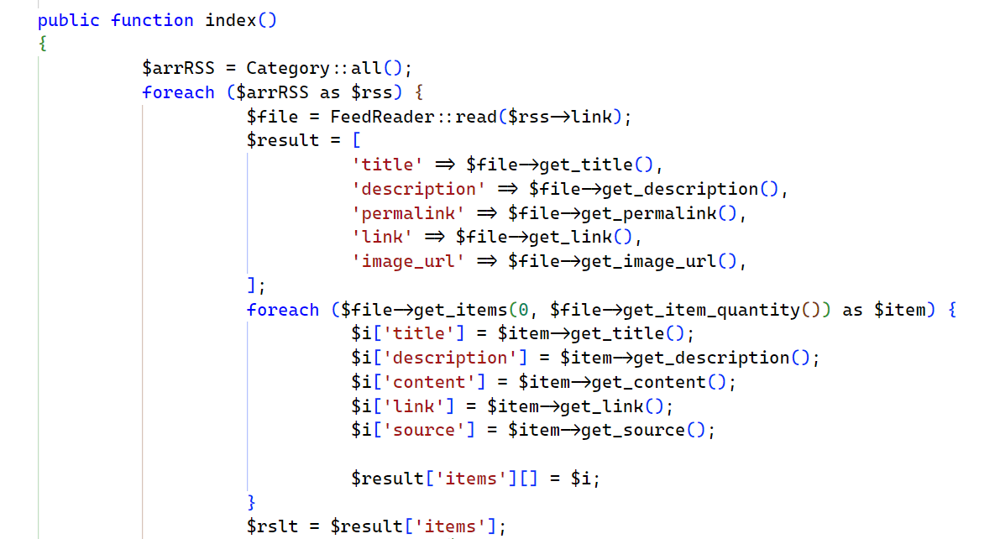 public function index()
{
$arrRSS = Category::all();
foreach ($arrRSS as $rss) {
$file = FeedReader::read($rss->link);
$result = [
'title' => $file->get_title(),
'description' => $file->get_description(),
'permalink' => $file->get_permalink(),
'link' => $file->get_link(),
'image_url' => $file->get_image_url(),
];
foreach ($file->get_items(0, $file->get_item_quantity()) as $item) {
$i['title'] = $item->get_title();
$i['description'] = $item->get_description();
$i['content'] = $item->get_content();
$i['link'] = $item->get_link();
$i['source'] = $item->get_source();
$result['items'][] = $i;
}
$rslt = $result['items'];